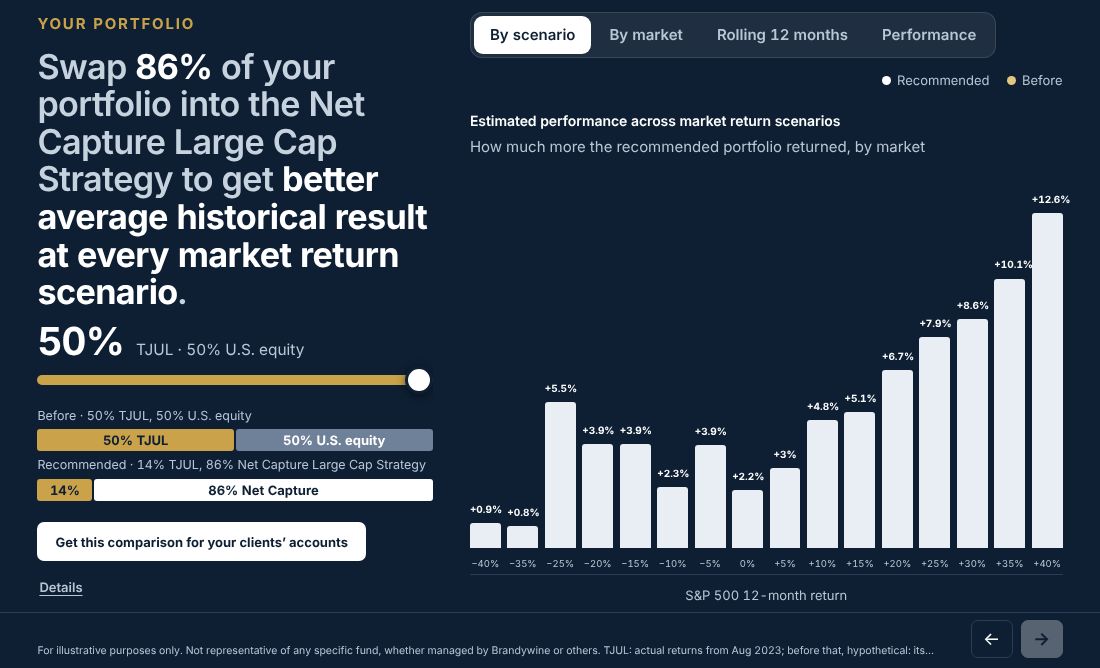 YOUR PORTFOLIO
Swap 86% of your
portfolio into the Net
Capture Large Cap
Strategy to get better
average historical result
at every market return
scenario.
50% TJUL · 50% U.S. equity
Before · 50% TJUL, 50% U.S. equity
50% TJUL 50% U.S. equity
Recommended · 14% TJUL, 86% Net Capture Large Cap Strategy
14% 86% Net Capture
Get this comparison for your clients’ accounts
Details
By scenario By market Rolling 12 months Performance
Recommended Before
Estimated performance across market return scenarios
How much more the recommended portfolio returned, by market
+0.9% +0.8% +5.5% +3.9% +3.9% +2.3% +3.9% +2.2% +3% +4.8% +5.1% +6.7% +7.9% +8.6% +10.1% +12.6%
−40% −35% −25% −20% −15% −10% −5% 0% +5% +10% +15% +20% +25% +30% +35% +40%
S&P 500 12-month return
For illustrative purposes only. Not representative of any specific fund, whether managed by Brandywine or others. TJUL: actual returns from Aug 2023; before that, hypothetical: its…